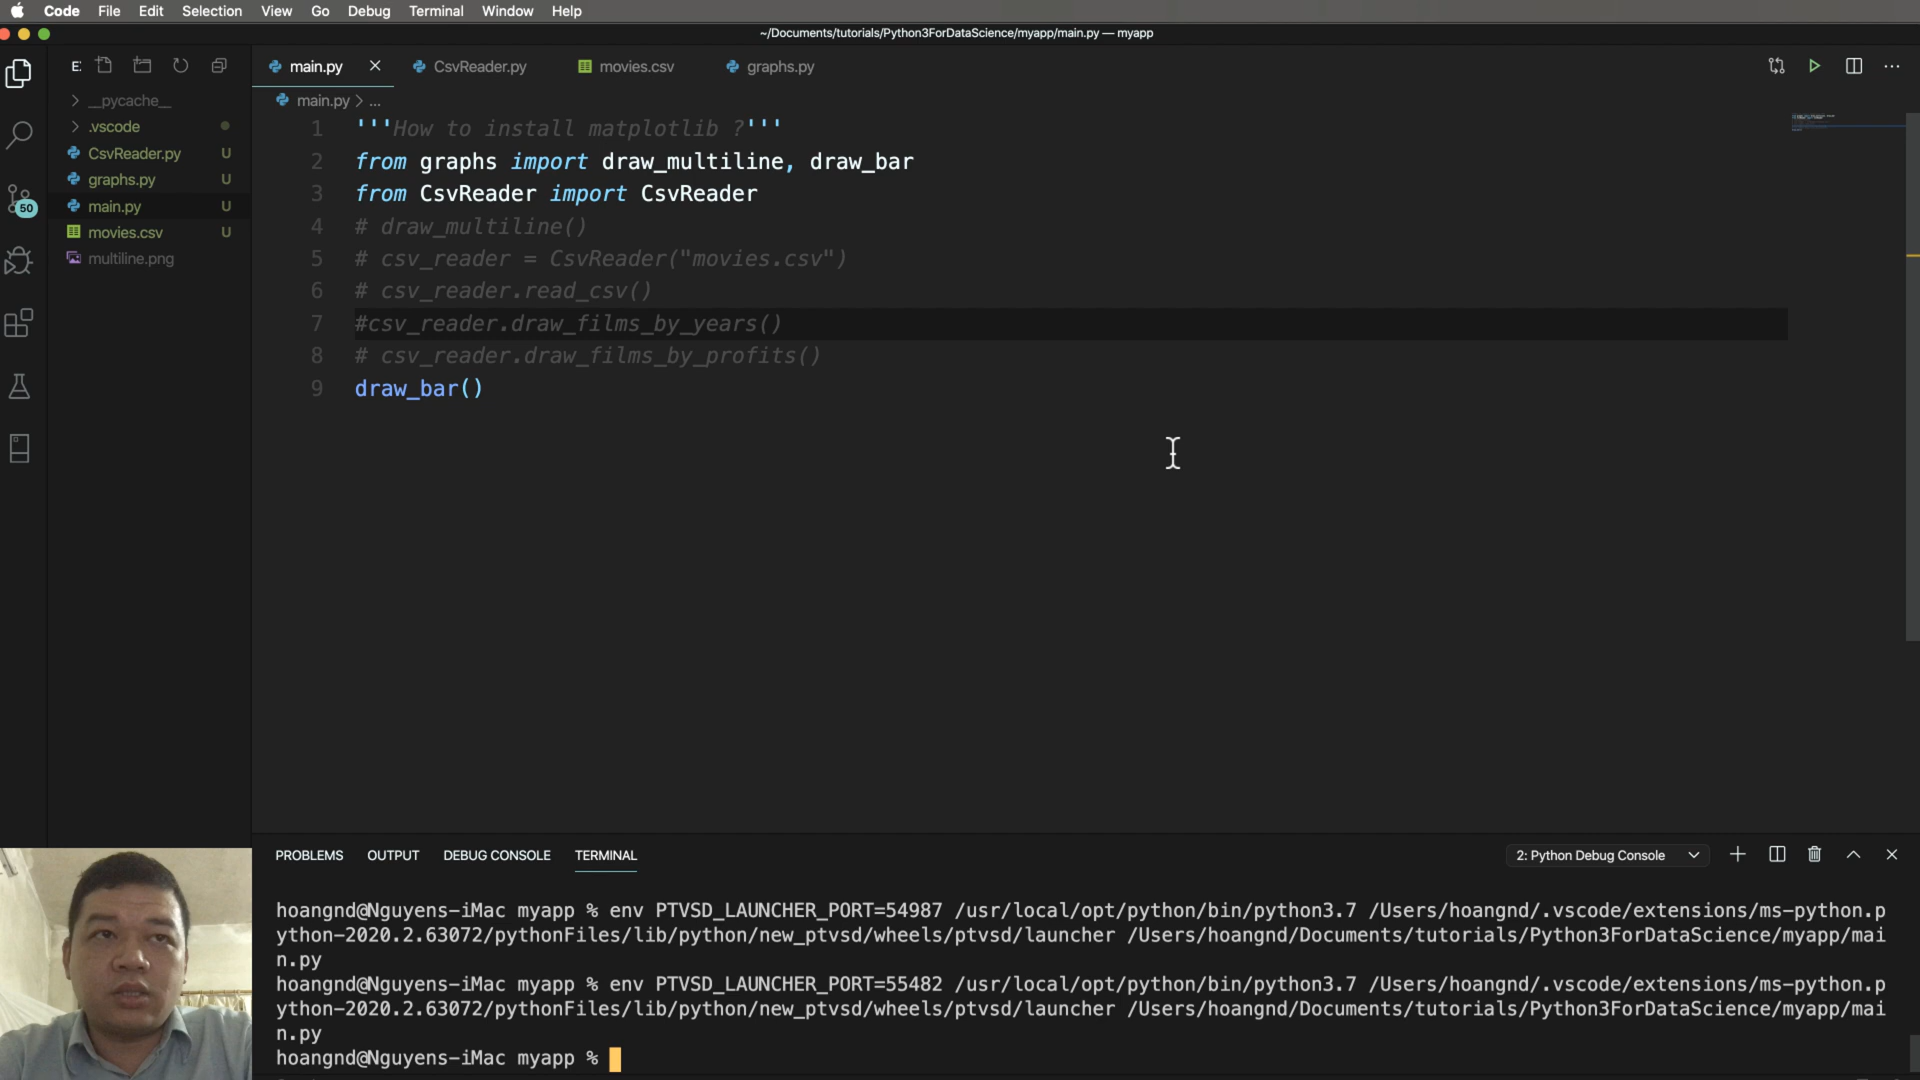 Code File Edit Selection View Go Debug Terminal Window Help
~/Documents/tutorials/Python3ForDataScience/myapp/main.py — myapp
E:
main.py CsvReader.py movies.csv graphs.py
__pycache__
.vscode
CsvReader.py U
graphs.py U
main.py U
movies.csv U
multiline.png
50
main.py > ...
1 '''How to install matplotlib ?'''
2 from graphs import draw_multiline, draw_bar
3 from CsvReader import CsvReader
4 # draw_multiline()
5 # csv_reader = CsvReader("movies.csv")
6 # csv_reader.read_csv()
7 #csv_reader.draw_films_by_years()
8 # csv_reader.draw_films_by_profits()
9 draw_bar()
PROBLEMS OUTPUT DEBUG CONSOLE TERMINAL
2: Python Debug Console
hoangnd@Nguyens-iMac myapp % env PTVSD_LAUNCHER_PORT=54987 /usr/local/opt/python/bin/python3.7 /Users/hoangnd/.vscode/extensions/ms-python.p
ython-2020.2.63072/pythonFiles/lib/python/new_ptvsd/wheels/ptvsd/launcher /Users/hoangnd/Documents/tutorials/Python3ForDataScience/myapp/mai
n.py
hoangnd@Nguyens-iMac myapp % env PTVSD_LAUNCHER_PORT=55482 /usr/local/opt/python/bin/python3.7 /Users/hoangnd/.vscode/extensions/ms-python.p
ython-2020.2.63072/pythonFiles/lib/python/new_ptvsd/wheels/ptvsd/launcher /Users/hoangnd/Documents/tutorials/Python3ForDataScience/myapp/mai
n.py
hoangnd@Nguyens-iMac myapp %